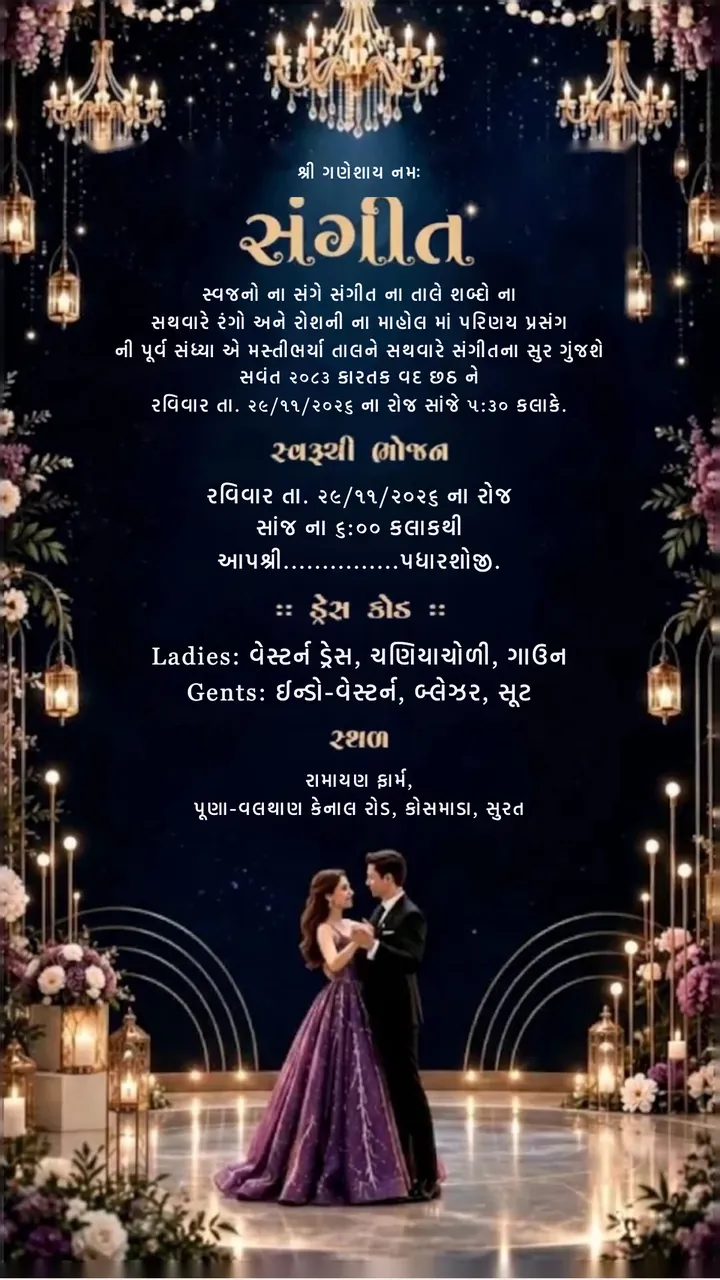 શ્રી ગણેશાય નમઃ
સંગીત
સ્વજનો ના સંગે સંગીત ના તાલે શબ્દો ના
સથવારે રંગો અને રોશની ના માહોલ માં પરિણય પ્રસંગ
ની પૂર્વ સંધ્યા એ મસ્તીભર્યા તાલને સથવારે સંગીતના સુર ગુંજશે
સવંત ૨૦૮૩ કારતક વદ છઠ ને
રવિવાર તા. ૨૯/૧૧/૨૦૨૬ ના રોજ સાંજે ૫:૩૦ કલાકે.
સ્વરૂચી ભોજન
રવિવાર તા. ૨૯/૧૧/૨૦૨૬ ના રોજ
સાંજ ના ૬:૦૦ કલાકથી
આપશ્રી...............પધારશોજી.
:: ડ્રેસ કોડ ::
Ladies: વેસ્ટર્ન ડ્રેસ, ચણિયાચોળી, ગાઉન
Gents: ઈન્ડો-વેસ્ટર્ન, બ્લેઝર, સૂટ
સ્થળ
રામાયણ ફાર્મ,
પૂણા-વલથાણ કેનાલ રોડ, કોસમાડા, સુરત